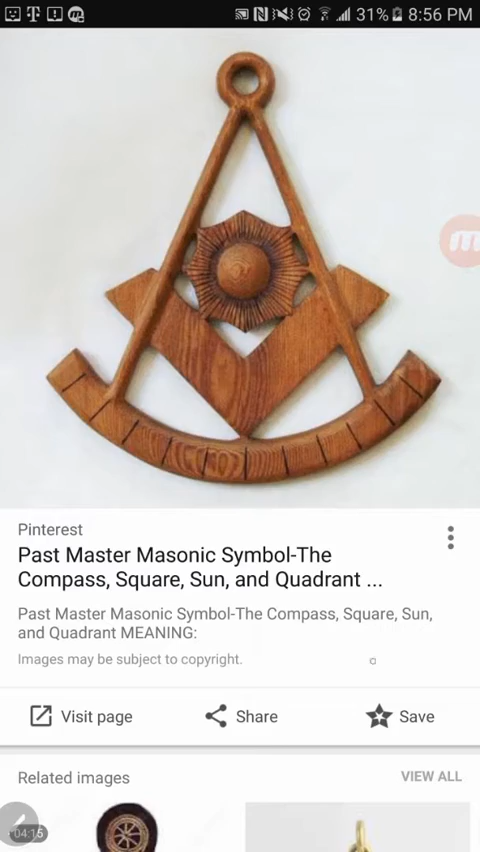 31% 8:56 PM
Pinterest
Past Master Masonic Symbol-The
Compass, Square, Sun, and Quadrant ...
Past Master Masonic Symbol-The Compass, Square, Sun,
and Quadrant MEANING:
Images may be subject to copyright.
Visit page
Share
Save
Related images
VIEW ALL
04:15